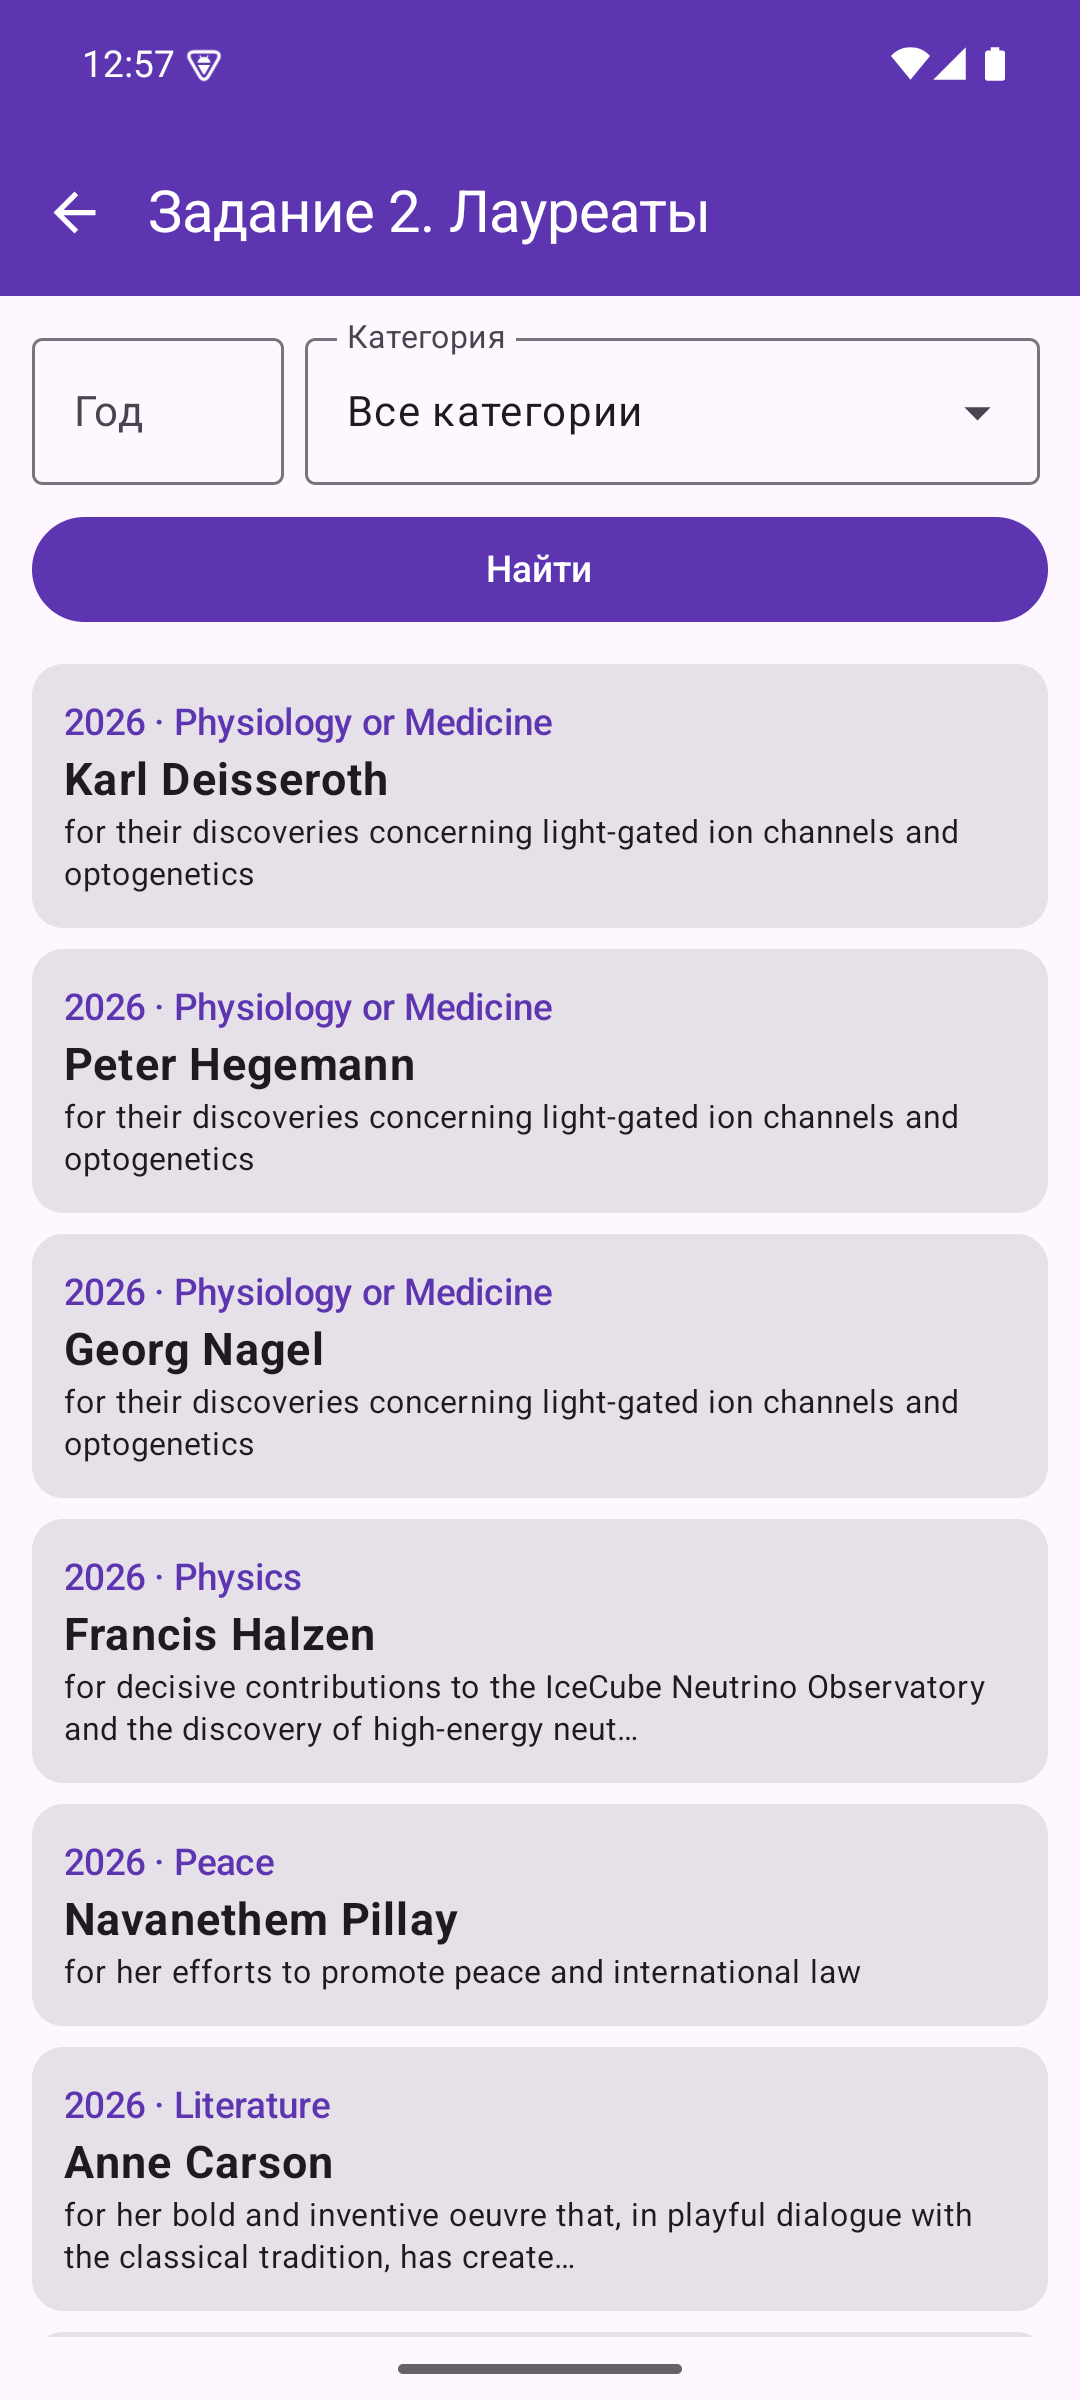 12:57
Задание 2. Лауреаты
Категория
Год
Все категории
Найти
2026 · Physiology or Medicine
Karl Deisseroth
for their discoveries concerning light-gated ion channels and
optogenetics
2026 · Physiology or Medicine
Peter Hegemann
for their discoveries concerning light-gated ion channels and
optogenetics
2026 · Physiology or Medicine
Georg Nagel
for their discoveries concerning light-gated ion channels and
optogenetics
2026 · Physics
Francis Halzen
for decisive contributions to the IceCube Neutrino Observatory
and the discovery of high-energy neut…
2026 · Peace
Navanethem Pillay
for her efforts to promote peace and international law
2026 · Literature
Anne Carson
for her bold and inventive oeuvre that, in playful dialogue with
the classical tradition, has create…